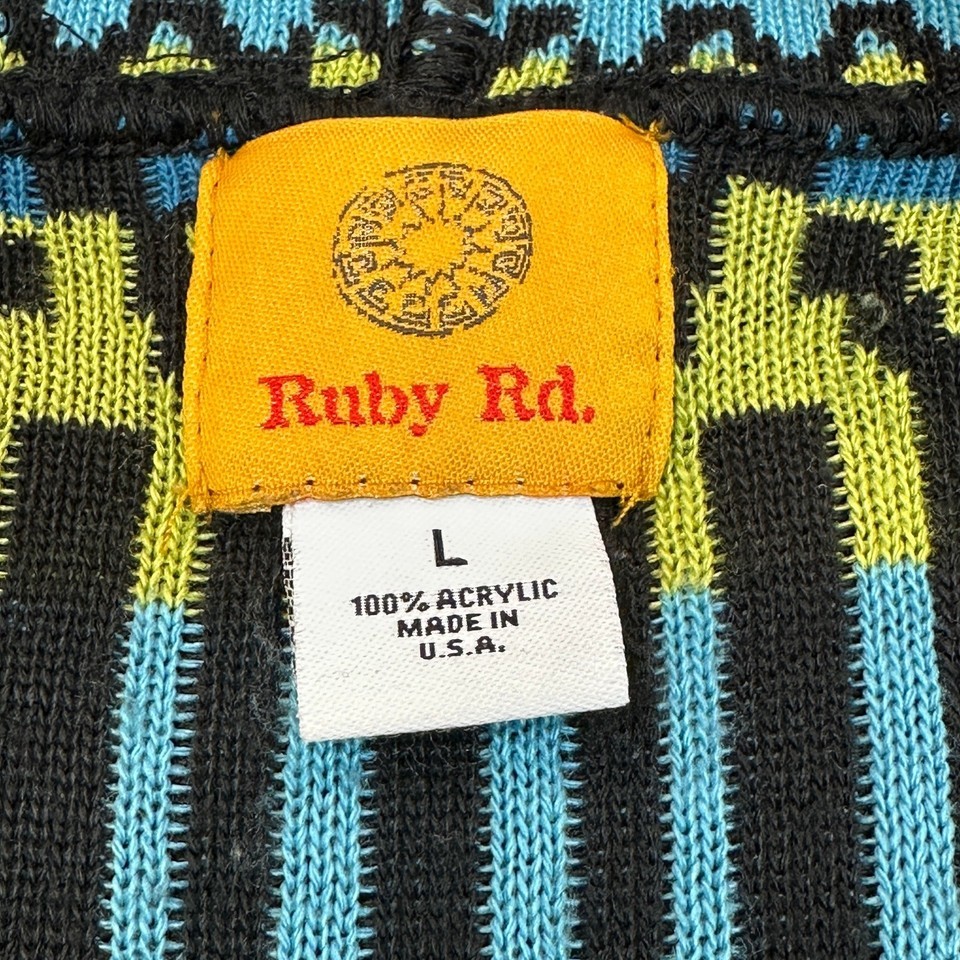 Ruby Rd.
L
100% ACRYLIC
MADE IN
U.S.A.